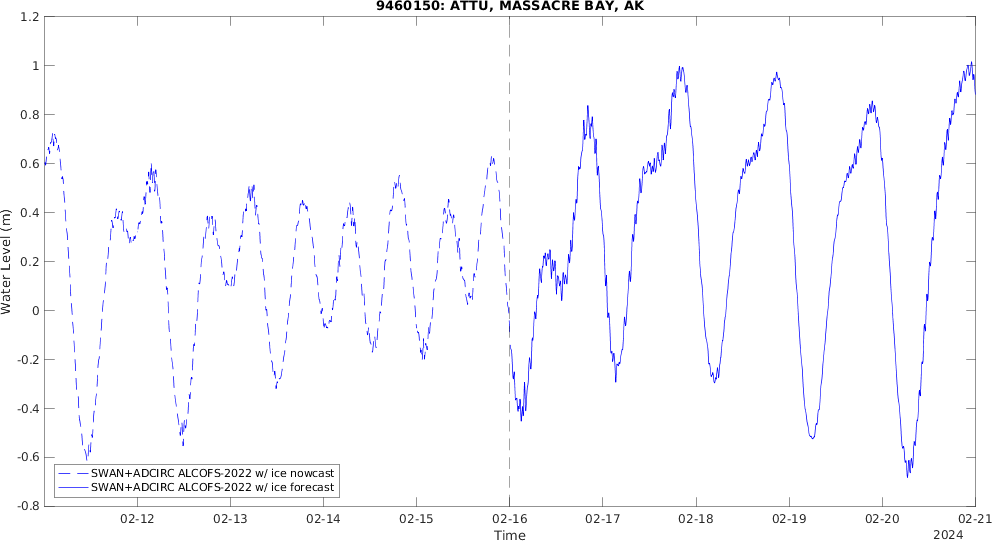 9460150: ATTU, MASSACRE BAY, AK
1.2
1
0.8
0.6
0.4
0.2
0
-0.2
-0.4
-0.6
-0.8
Water Level (m)
SWAN+ADCIRC ALCOFS-2022 w/ ice nowcast
SWAN+ADCIRC ALCOFS-2022 w/ ice forecast
02-12 02-13 02-14 02-15 02-16 02-17 02-18 02-19 02-20 02-21
Time
2024